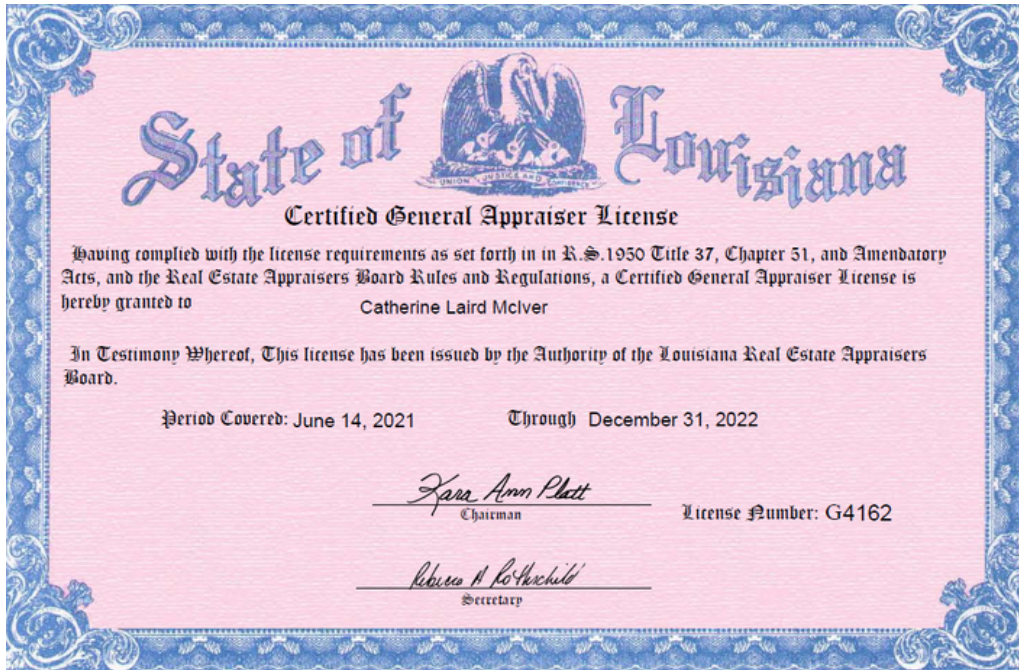 State of Louisiana
UNION JUSTICE AND CONFIDENCE
Certified General Appraiser License
Having complied with the license requirements as set forth in in R.S.1950 Title 37, Chapter 51, and Amendatory
Acts, and the Real Estate Appraisers Board Rules and Regulations, a Certified General Appraiser License is
hereby granted to Catherine Laird McIver
In Testimony Whereof, This license has been issued by the Authority of the Louisiana Real Estate Appraisers
Board.
Period Covered: June 14, 2021 Through December 31, 2022
Kara Ann Platt
Chairman License Number: G4162
Rebecca A Rothschild
Secretary